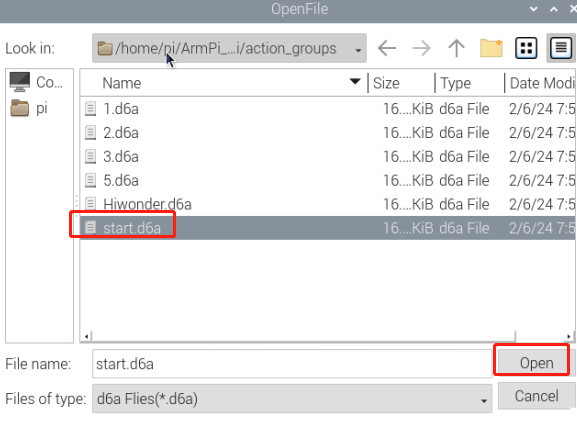 OpenFile
Look in: /home/pi/ArmPi_...i/action_groups
Co...
pi
Name Size Type Date Modi
1.d6a 16....KiB d6a File 2/6/24 7:5
2.d6a 16....KiB d6a File 2/6/24 7:5
3.d6a 16....KiB d6a File 2/6/24 7:5
5.d6a 16....KiB d6a File 2/6/24 7:5
Hiwonder.d6a 16....KiB d6a File 2/6/24 7:5
start.d6a 16....KiB d6a File 2/6/24 7:5
File name: start.d6a Open
Files of type: d6a Flies(*.d6a) Cancel